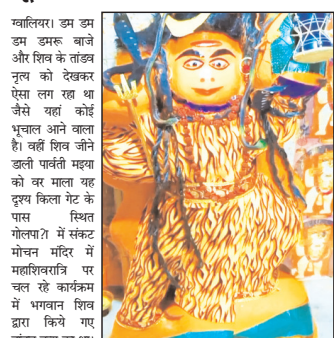 ग्वालियर। डम डम
डम डमरू बाजे
और शिव के तांडव
नृत्य को देखकर
ऐसा लग रहा था
जैसे यहां कोई
भूचाल आने वाला
है। वहीं शिव जीने
डाली पार्वती मइया
को वर माला यह
दृश्य किला गेट के
पास स्थित
गोलपा?त में संकट
मोचन मंदिर में
महाशिवरात्रि पर
चल रहे कार्यक्रम
में भगवान शिव
द्वारा किये गए